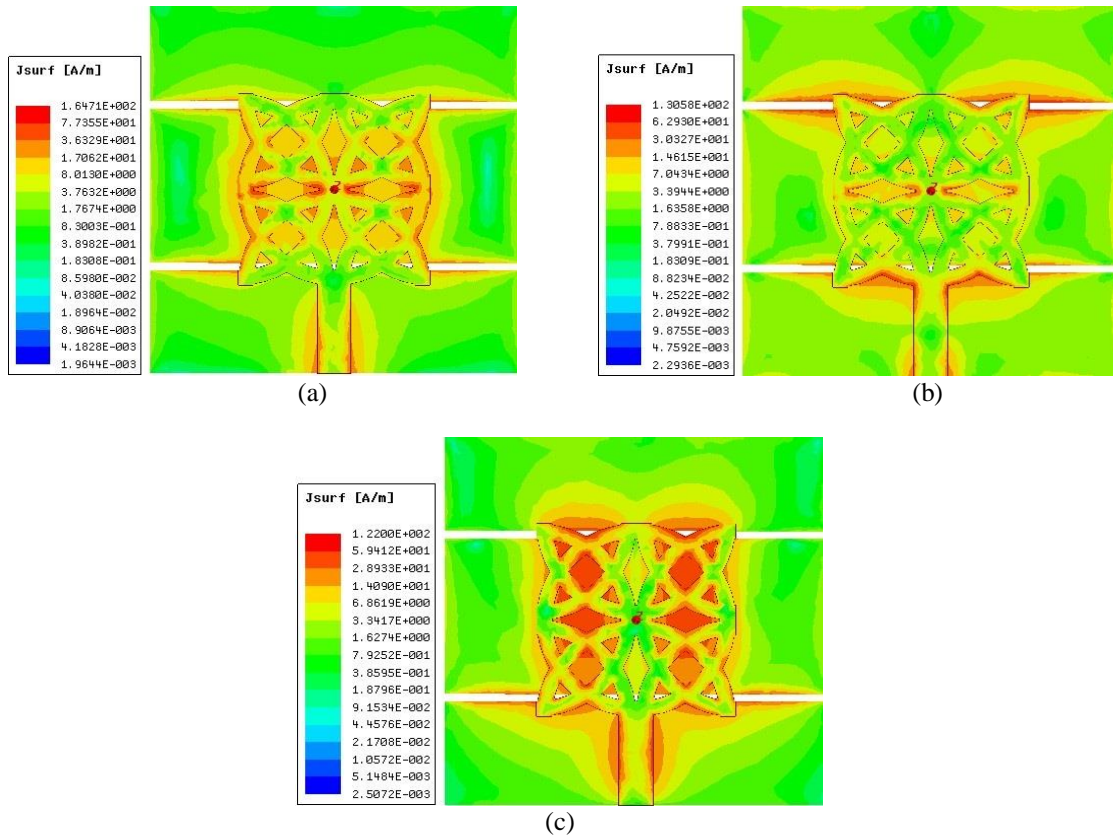 Jsurf [A/m]
1.6471E+002
7.7355E+001
3.6329E+001
1.7062E+001
8.0130E+000
3.7632E+000
1.7674E+000
8.3003E-001
3.8982E-001
1.8308E-001
8.5980E-002
4.0380E-002
1.8964E-002
8.9064E-003
4.1828E-003
1.9644E-003
(a)
Jsurf [A/m]
1.3058E+002
6.2930E+001
3.0327E+001
1.4615E+001
7.0434E+000
3.3944E+000
1.6358E+000
7.8833E-001
3.7991E-001
1.8309E-001
8.8234E-002
4.2522E-002
2.0492E-002
9.8755E-003
4.7592E-003
2.2936E-003
(b)
Jsurf [A/m]
1.2200E+002
5.9412E+001
2.8933E+001
1.4090E+001
6.8619E+000
3.3417E+000
1.6274E+000
7.9252E-001
3.8595E-001
1.8796E-001
9.1534E-002
4.4576E-002
2.1708E-002
1.0572E-002
5.1484E-003
2.5072E-003
(c)